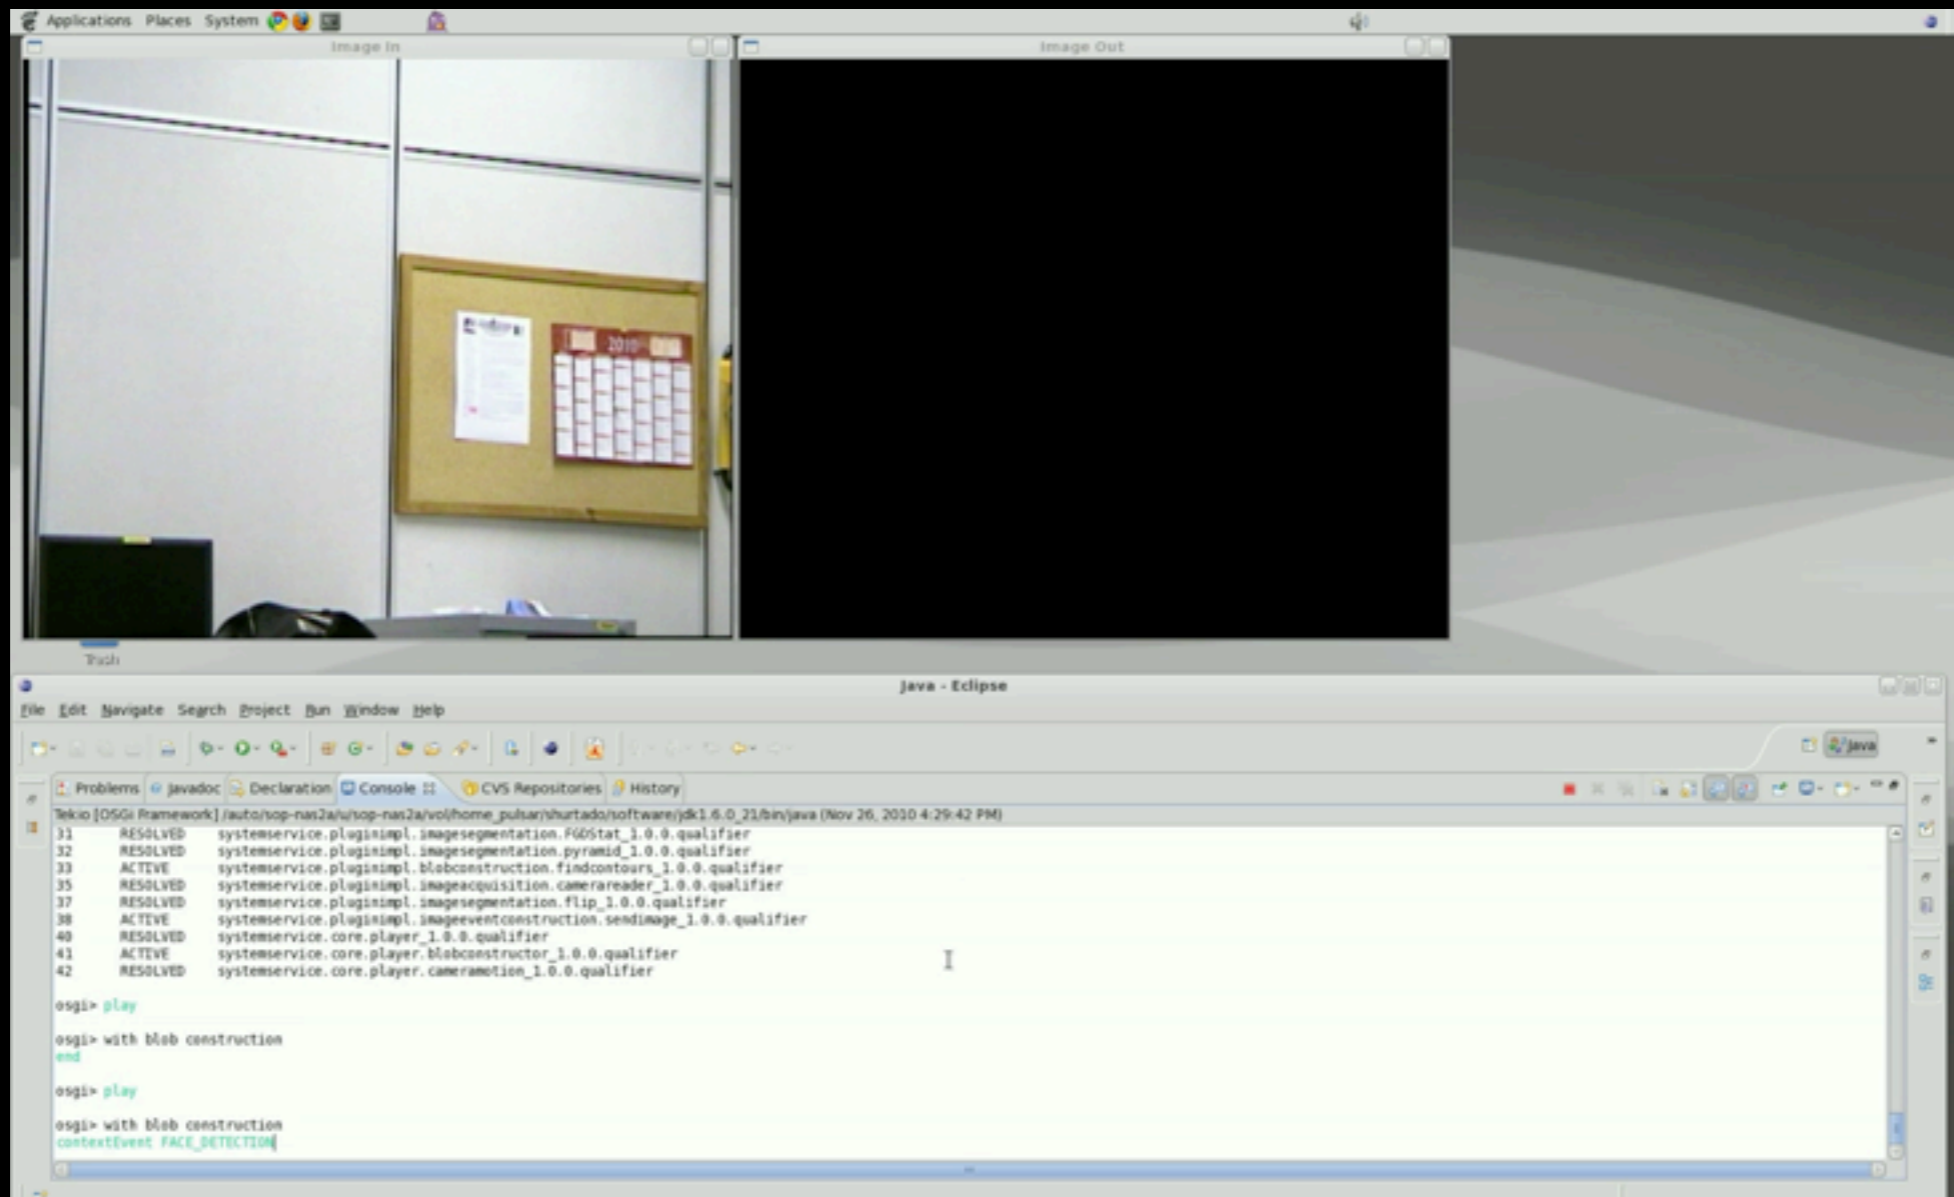 Applications Places System
Image In
Image Out
2010
Trash
Java - Eclipse
File Edit Navigate Search Project Run Window Help
Java
Problems Javadoc Declaration Console CVS Repositories History
Tekio [OSGi Framework] /auto/sop-nas2a/u/sop-nas2a/vol/home_pulsar/shurtado/software/jdk1.6.0_21/bin/java (Nov 26, 2010 4:29:42 PM)
31 RESOLVED systemservice.pluginimpl.imagesegmentation.FGDStat_1.0.0.qualifier
32 RESOLVED systemservice.pluginimpl.imagesegmentation.pyramid_1.0.0.qualifier
33 ACTIVE systemservice.pluginimpl.blobconstruction.findcontours_1.0.0.qualifier
35 RESOLVED systemservice.pluginimpl.imageacquisition.camerareader_1.0.0.qualifier
37 RESOLVED systemservice.pluginimpl.imagesegmentation.flip_1.0.0.qualifier
38 ACTIVE systemservice.pluginimpl.imageeventconstruction.sendimage_1.0.0.qualifier
40 RESOLVED systemservice.core.player_1.0.0.qualifier
41 ACTIVE systemservice.core.player.blobconstructor_1.0.0.qualifier
42 RESOLVED systemservice.core.player.cameramotion_1.0.0.qualifier
osgi> play
osgi> with blob construction
end
osgi> play
osgi> with blob construction
contextEvent FACE_DETECTION